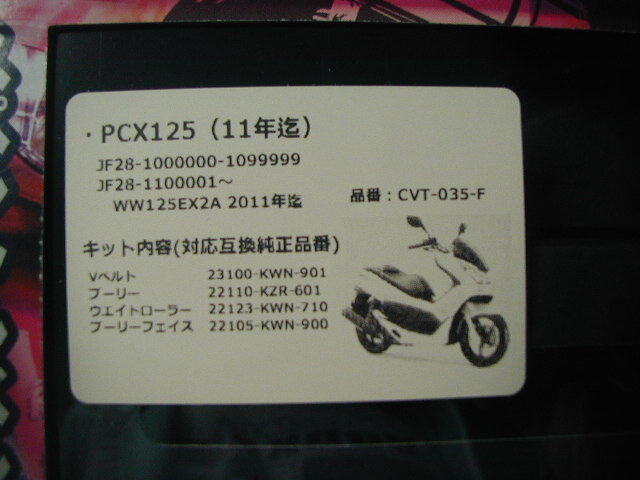 ・PCX125（11年迄）
JF28-1000000-1099999
JF28-1100001～
WW125EX2A 2011年迄
品番：CVT-035-F
キット内容(対応互換純正品番)
Vベルト 23100-KWN-901
プーリー 22110-KZR-601
ウエイトローラー 22123-KWN-710
プーリーフェイス 22105-KWN-900